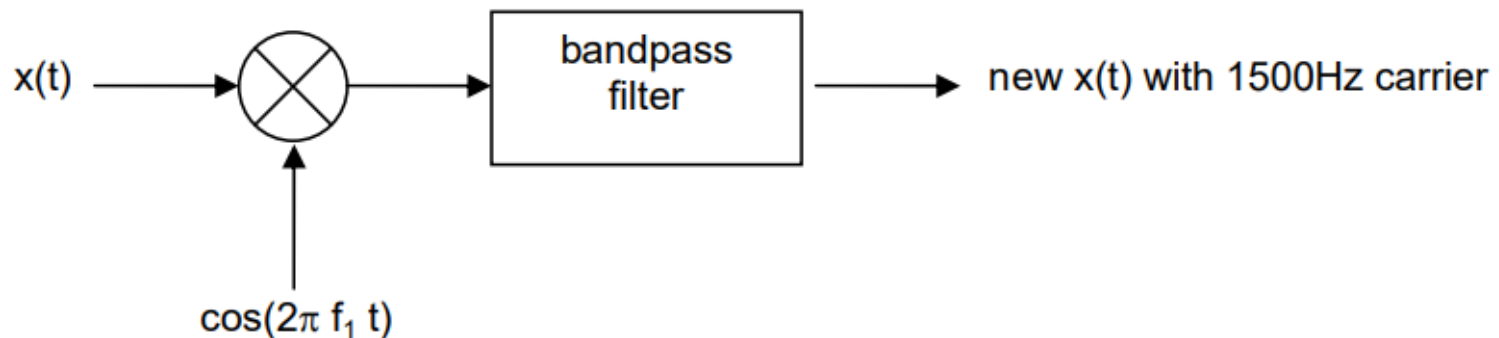 x(t)
bandpass
filter
new x(t) with 1500Hz carrier
cos(2π f₁ t)